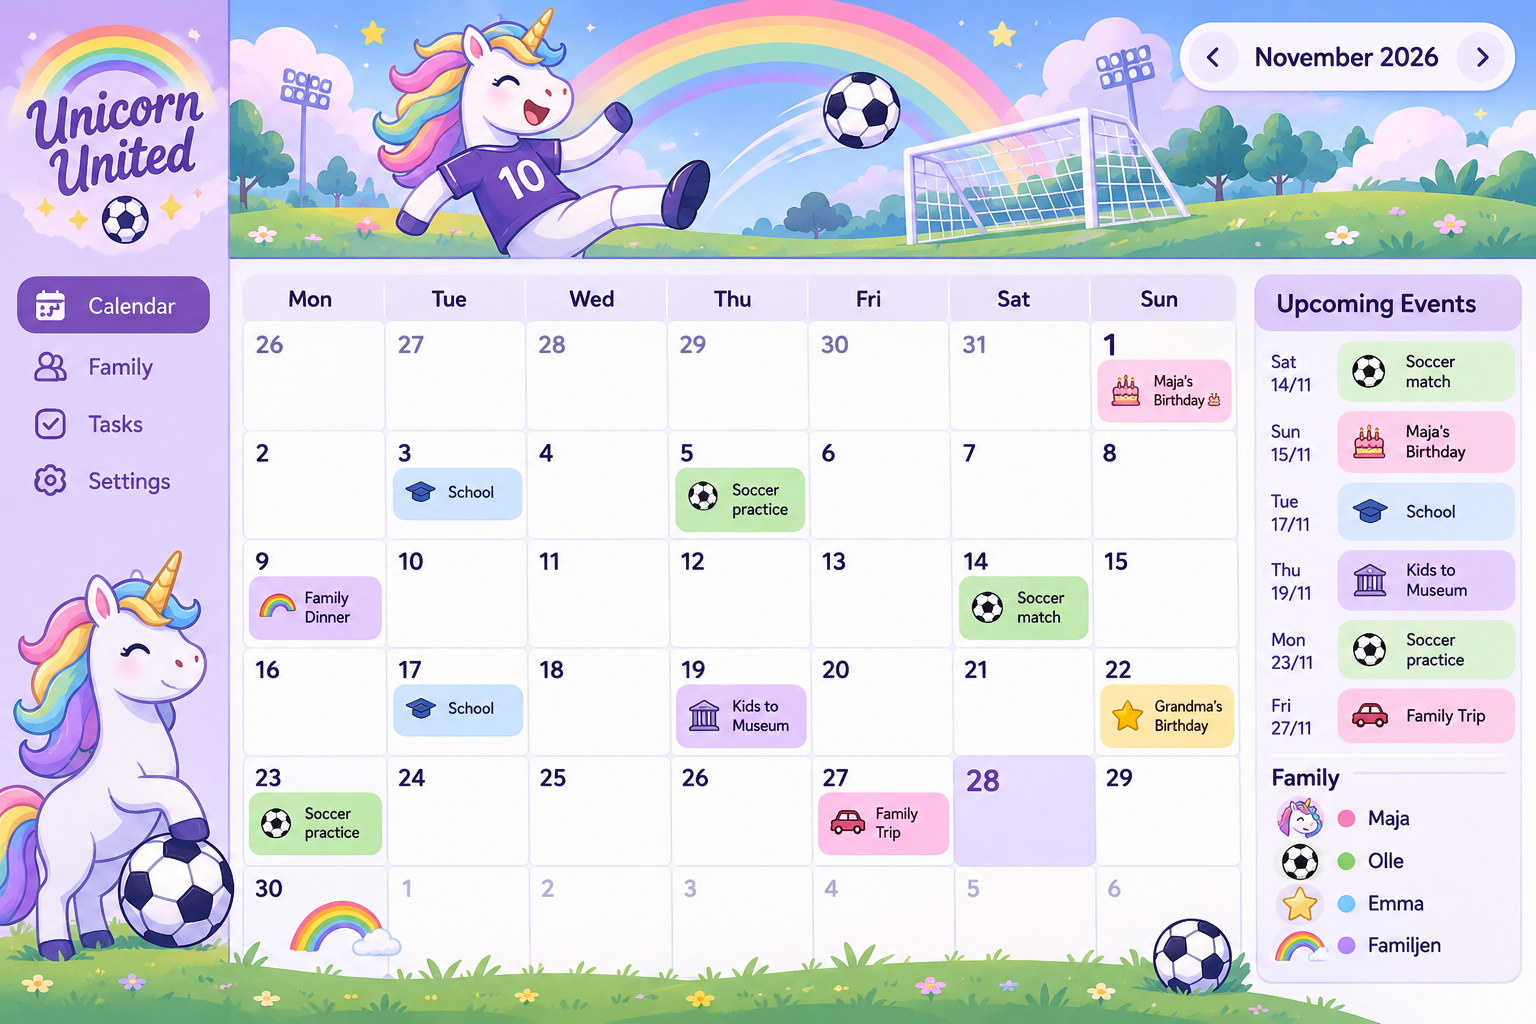 Unicorn
United
10
November 2026
Calendar
Family
Tasks
Settings
Mon Tue Wed Thu Fri Sat Sun
26 27 28 29 30 31 1
Maja's
Birthday
2 3 4 5 6 7 8
School
Soccer
practice
9 10 11 12 13 14 15
Family
Dinner
Soccer
match
16 17 18 19 20 21 22
School
Kids to
Museum
Grandma's
Birthday
23 24 25 26 27 28 29
Soccer
practice
Family
Trip
30 1 2 3 4 5 6
Upcoming Events
Sat
14/11
Soccer
match
Sun
15/11
Maja's
Birthday
Tue
17/11
School
Thu
19/11
Kids to
Museum
Mon
23/11
Soccer
practice
Fri
27/11
Family Trip
Family
Maja
Olle
Emma
Familjen